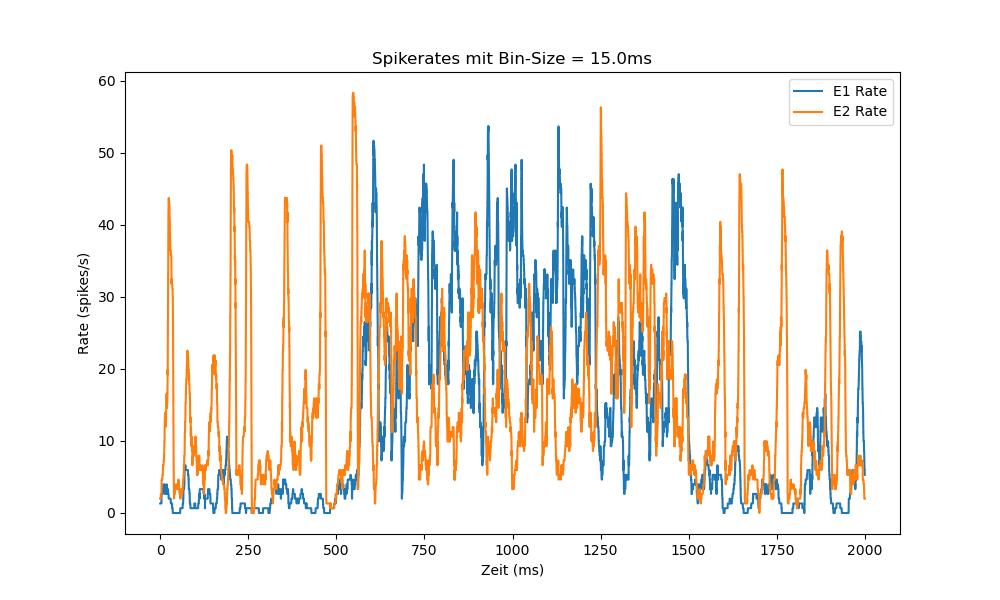 Spikerates mit Bin-Size = 15.0ms
E1 Rate
E2 Rate
Rate (spikes/s)
60
50
40
30
20
10
0
0 250 500 750 1000 1250 1500 1750 2000
Zeit (ms)